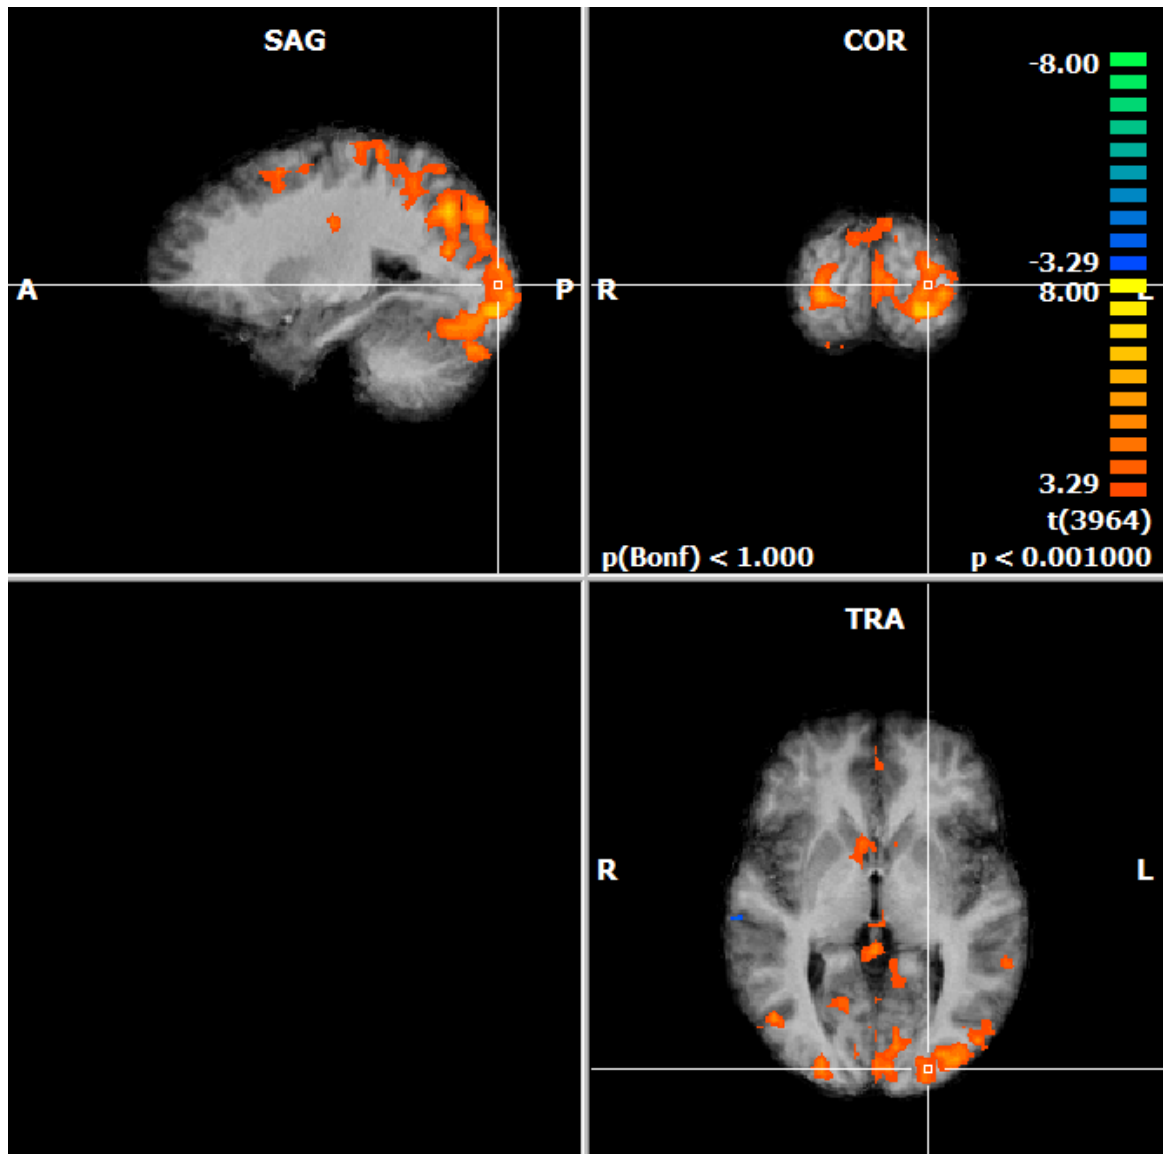 SAG
A
P
COR
R
L
-8.00
-3.29
8.00
3.29
t(3964)
p(Bonf) < 1.000
p < 0.001000
TRA
R
L